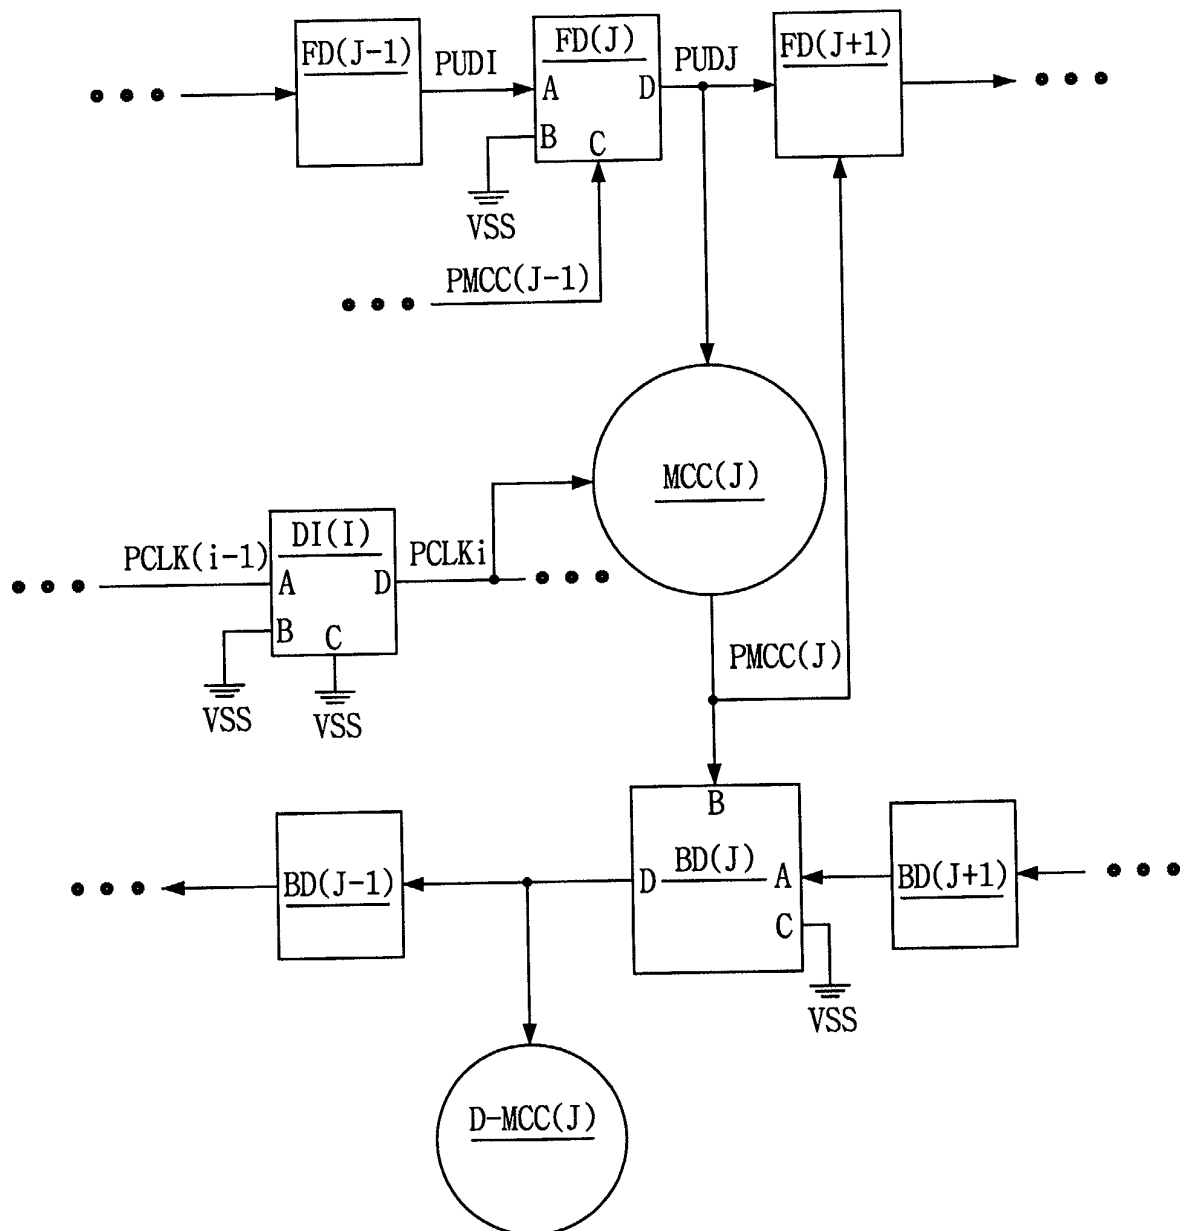 FD(J-1)
PUDI
FD(J)
PUDJ
FD(J+1)
A
D
B
C
VSS
PMCC(J-1)
MCC(J)
PCLK(i-1)
DI(I)
PCLKi
A
D
B
C
VSS
VSS
PMCC(J)
B
BD(J-1)
D
BD(J)
A
BD(J+1)
C
VSS
D-MCC(J)